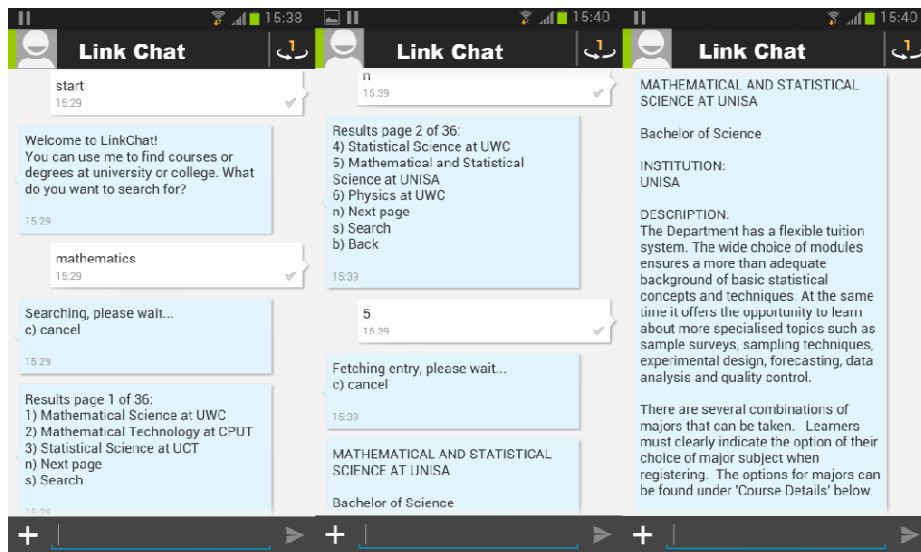 15:38
Link Chat
1
start
15:29
Welcome to LinkChat!
You can use me to find courses or
degrees at university or college. What
do you want to search for?
15:29
mathematics
15:29
Searching, please wait...
c) cancel
15:29
Results page 1 of 36:
1) Mathematical Science at UWC
2) Mathematical Technology at CPUT
3) Statistical Science at UCT
n) Next page
s) Search
15:29
15:40
Link Chat
1
n
15:39
Results page 2 of 36:
4) Statistical Science at UWC
5) Mathematical and Statistical
Science at UNISA
6) Physics at UWC
n) Next page
s) Search
b) Back
15:39
5
15:39
Fetching entry, please wait...
c) cancel
15:39
MATHEMATICAL AND STATISTICAL
SCIENCE AT UNISA
Bachelor of Science
15:40
Link Chat
1
MATHEMATICAL AND STATISTICAL
SCIENCE AT UNISA
Bachelor of Science
INSTITUTION:
UNISA
DESCRIPTION:
The Department has a flexible tuition
system. The wide choice of modules
ensures a more than adequate
background of basic statistical
concepts and techniques. At the same
time it offers the opportunity to learn
about more specialised topics such as
sample surveys, sampling techniques,
experimental design, forecasting, data
analysis and quality control.
There are several combinations of
majors that can be taken. Learners
must clearly indicate the option of their
choice of major subject when
registering. The options for majors can
be found under 'Course Details' below.